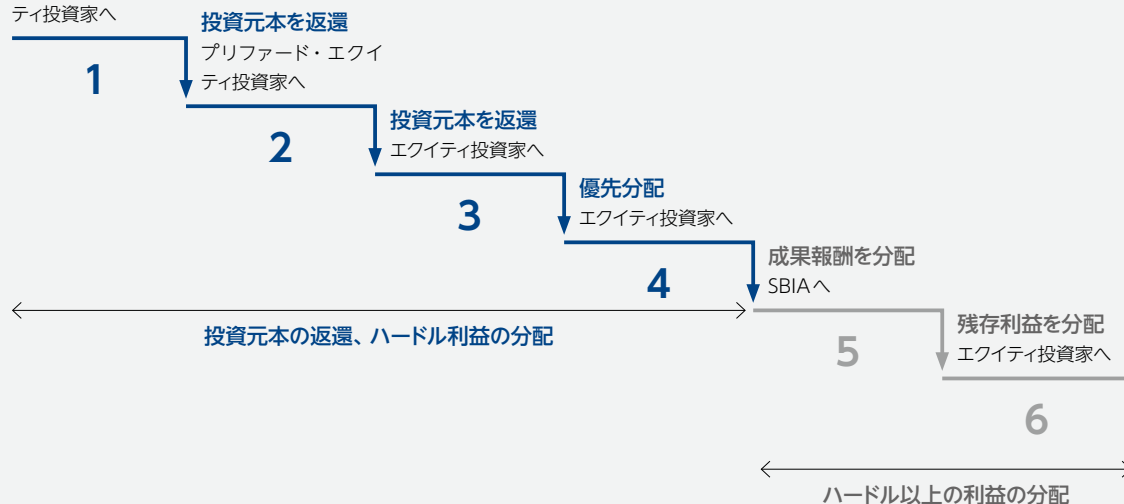 ティ投資家へ
1
投資元本を返還
プリファード・エクイ
ティ投資家へ
2
投資元本を返還
エクイティ投資家へ
3
優先分配
エクイティ投資家へ
4
投資元本の返還、ハードル利益の分配
成果報酬を分配
SBIAへ
5
残存利益を分配
エクイティ投資家へ
6
ハードル以上の利益の分配